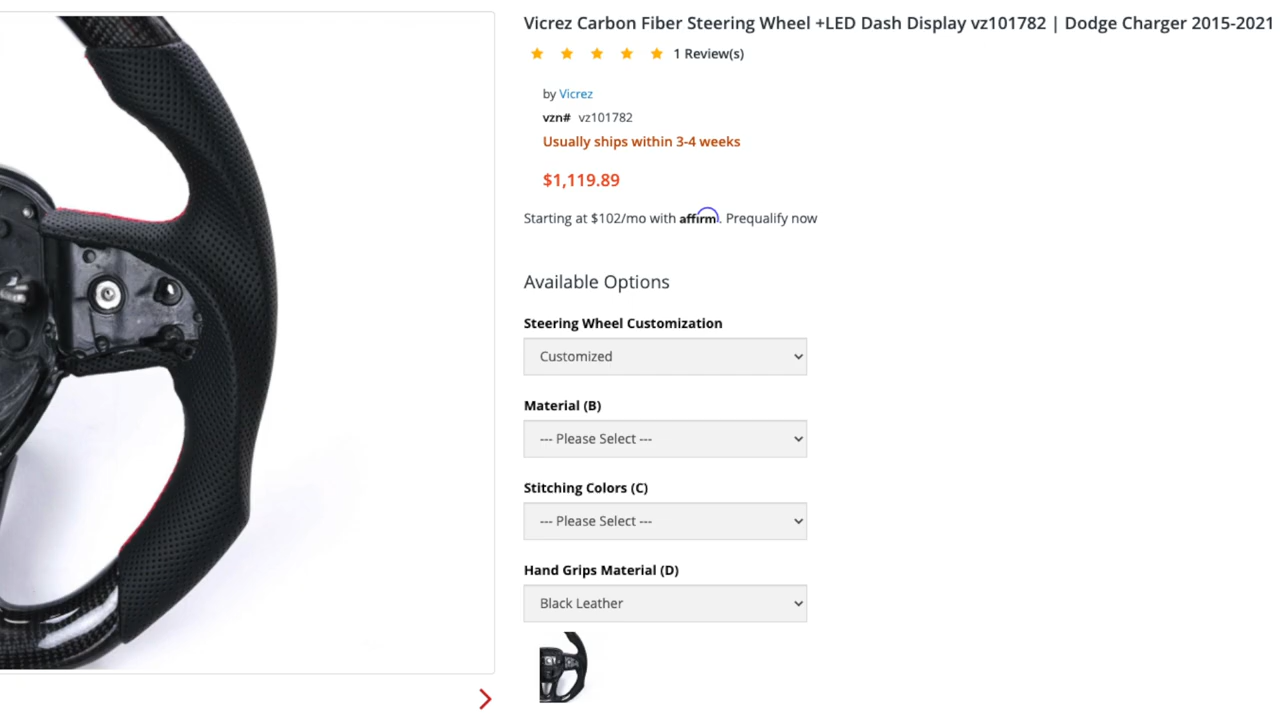 Vicrez Carbon Fiber Steering Wheel +LED Dash Display vz101782 | Dodge Charger 2015-2021
1 Review(s)
by Vicrez
vzn# vz101782
Usually ships within 3-4 weeks
$1,119.89
Starting at $102/mo with affirm. Prequalify now
Available Options
Steering Wheel Customization
Customized
Material (B)
--- Please Select ---
Stitching Colors (C)
--- Please Select ---
Hand Grips Material (D)
Black Leather